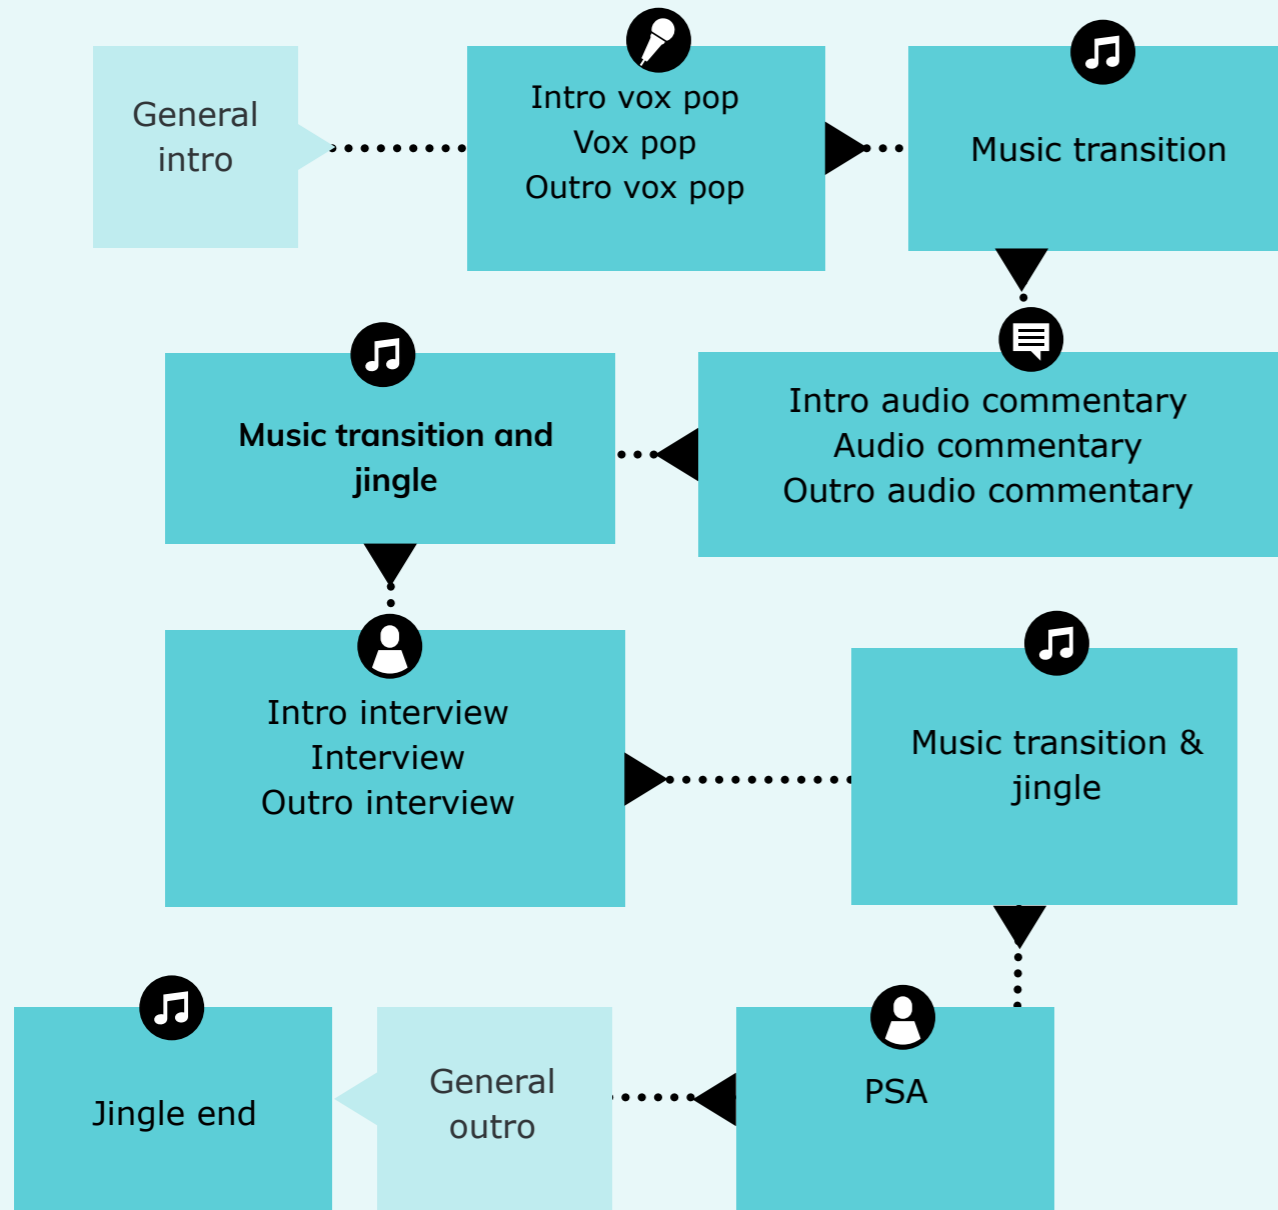 General
intro
Intro vox pop
Vox pop
Outro vox pop
Music transition
Intro audio commentary
Audio commentary
Outro audio commentary
Music transition and
jingle
Intro interview
Interview
Outro interview
Music transition &
jingle
PSA
General
outro
Jingle end